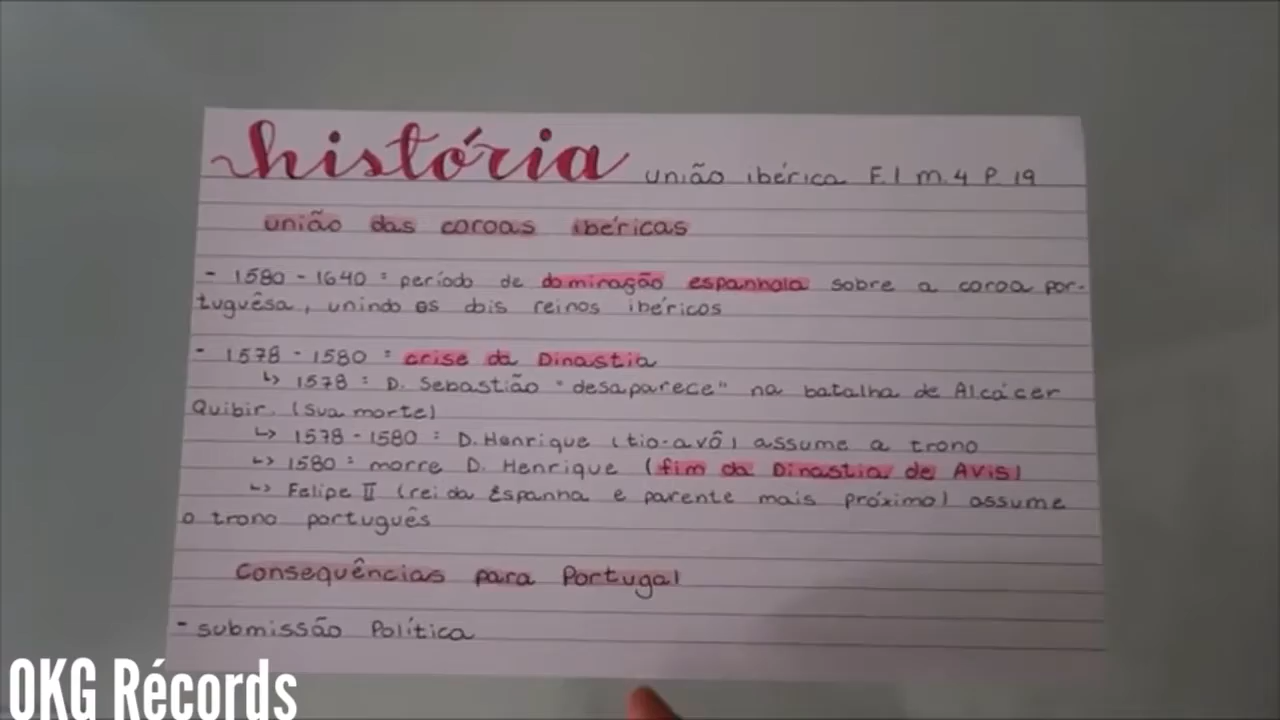 história união ibérica F.1 m.4 P.19
união das coroas ibéricas
- 1580 - 1640 : período de dominação espanhola sobre a coroa por-
tuguêsa, unindo os dois reinos ibéricos
- 1578 - 1580 : crise da Dinastia
↳ 1578 : D. Sebastião "desaparece" na batalha de Alcácer
Quibir. (sua morte)
↳ 1578 - 1580 : D. Henrique (tio-avô) assume a trono
↳ 1580 : morre D. Henrique (fim da Dinastia de Avis)
↳ Felipe II (rei da Espanha e parente mais próximo) assume
o trono português
Consequências para Portugal
- submissão Política
OKG Récords